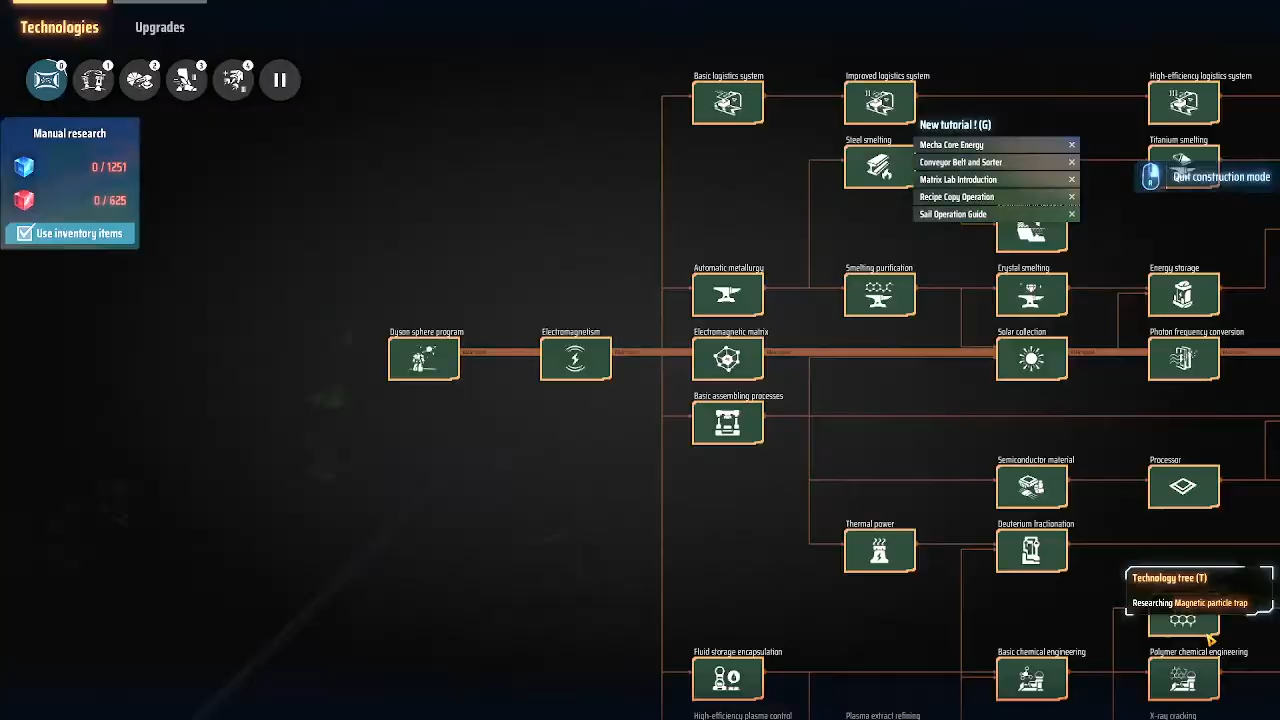 Technologies
Upgrades
0
1
2
3
4
Manual research
0 / 1251
0 / 625
Use inventory items
Basic logistics system
Improved logistics system
High-efficiency logistics system
New tutorial ! (G)
Mecha Core Energy
Conveyor Belt and Sorter
Matrix Lab Introduction
Recipe Copy Operation
Sail Operation Guide
Steel smelting
Titanium smelting
Quit construction mode
Automatic metallurgy
Smelting purification
Crystal smelting
Energy storage
Dyson sphere program
Electromagnetism
Electromagnetic matrix
Solar collection
Photon frequency conversion
Basic assembling processes
Semiconductor material
Processor
Thermal power
Deuterium fractionation
Technology tree (T)
Researching Magnetic particle trap
Fluid storage encapsulation
Basic chemical engineering
Polymer chemical engineering
High-efficiency plasma control
Plasma extract refining
X-ray cracking